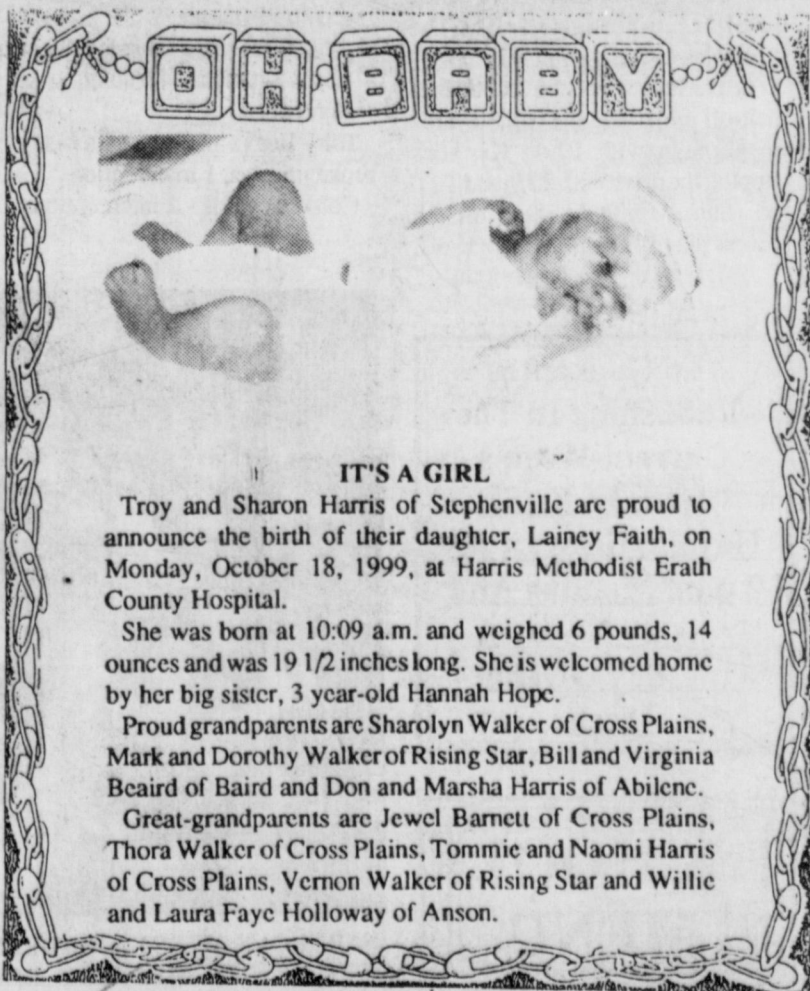 OH BABY
IT'S A GIRL
Troy and Sharon Harris of Stephenville are proud to
announce the birth of their daughter, Lainey Faith, on
Monday, October 18, 1999, at Harris Methodist Erath
County Hospital.
She was born at 10:09 a.m. and weighed 6 pounds, 14
ounces and was 19 1/2 inches long. She is welcomed home
by her big sister, 3 year-old Hannah Hope.
Proud grandparents are Sharolyn Walker of Cross Plains,
Mark and Dorothy Walker of Rising Star, Bill and Virginia
Beaird of Baird and Don and Marsha Harris of Abilene.
Great-grandparents are Jewel Barnett of Cross Plains,
Thora Walker of Cross Plains, Tommie and Naomi Harris
of Cross Plains, Vernon Walker of Rising Star and Willie
and Laura Faye Holloway of Anson.